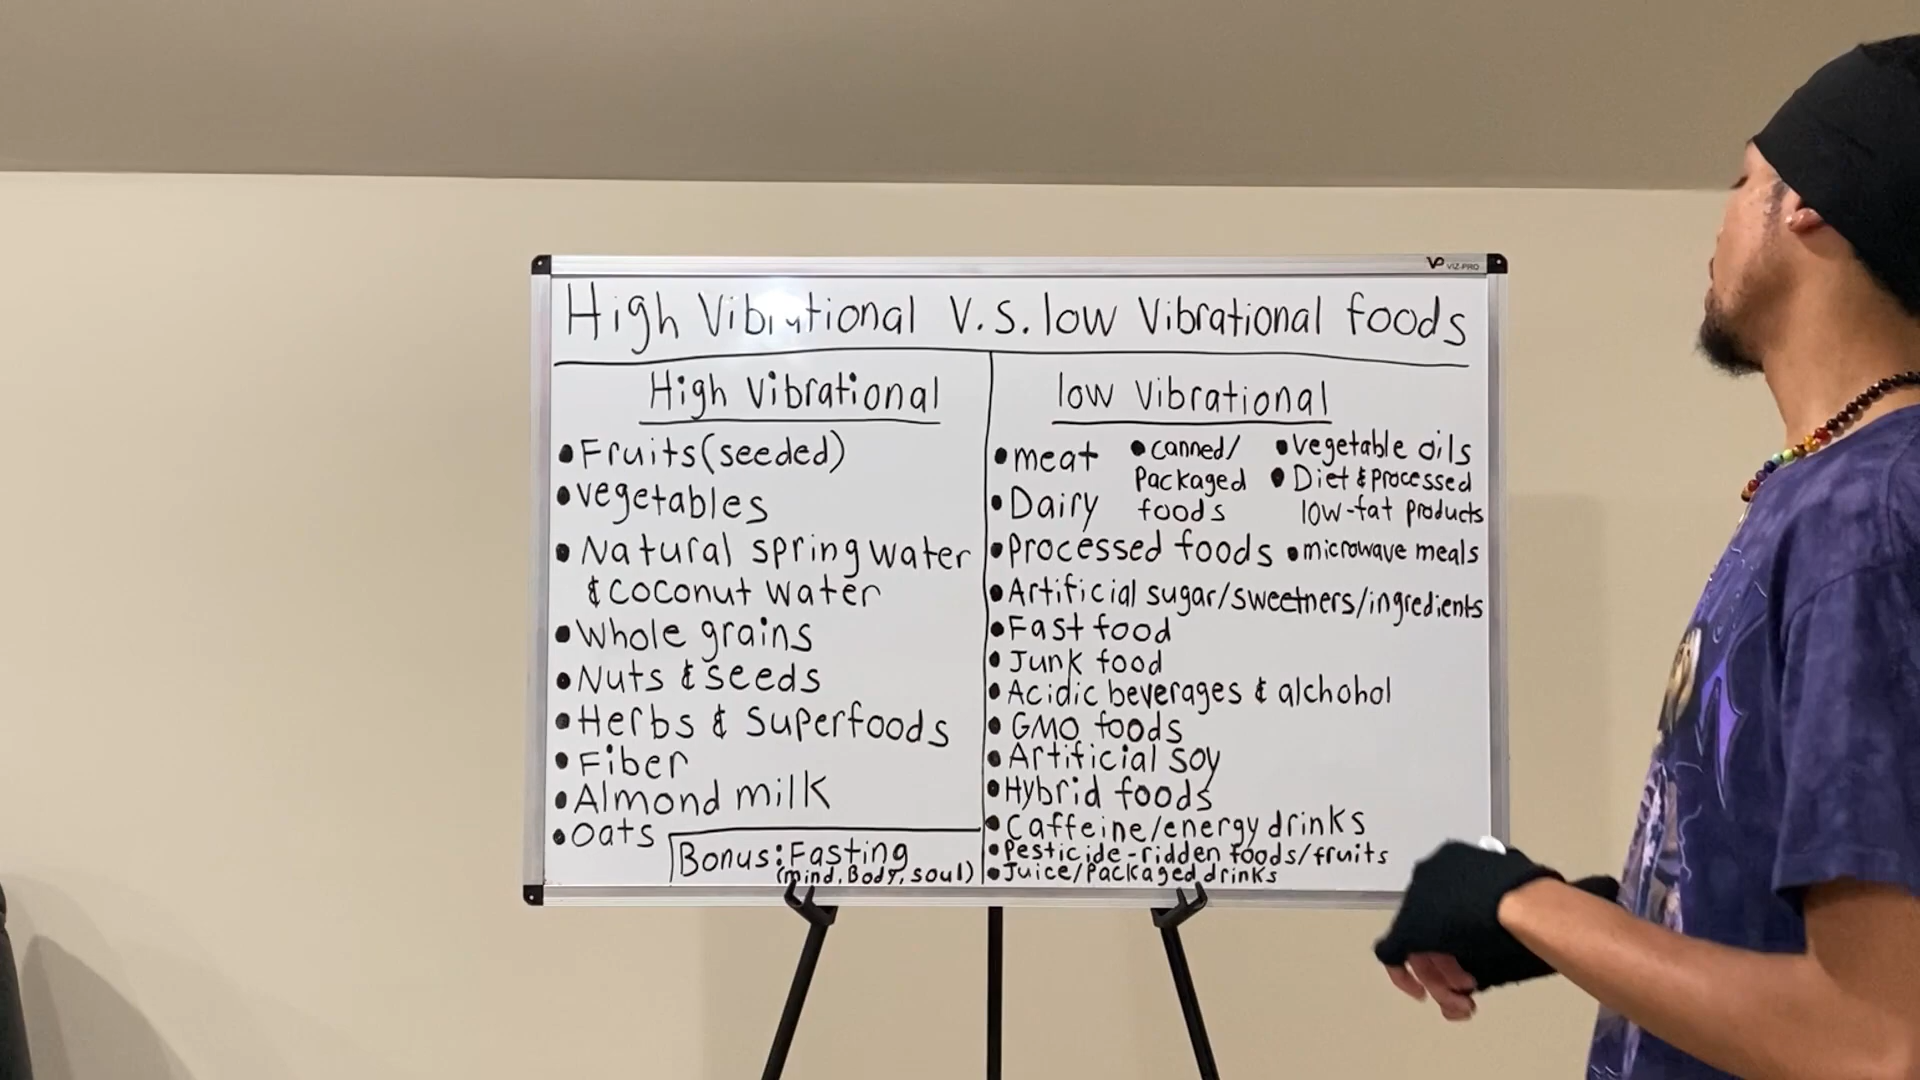 VP VIZ-PRO
High Vibrational V.S. low Vibrational foods
High Vibrational
•Fruits(seeded)
•vegetables
•Natural spring water
& coconut water
•Whole grains
•Nuts & seeds
•Herbs & Superfoods
•Fiber
•Almond milk
•Oats
Bonus: Fasting
(mind, Body, soul)
low Vibrational
•meat
•Dairy
•canned/
Packaged
foods
•vegetable oils
•Diet & processed
low-fat products
•Processed foods •microwave meals
•Artificial sugar/sweetners/ingredients
•Fast food
•Junk food
•Acidic beverages & alchohol
•GMO foods
•Artificial soy
•Hybrid foods
•Caffeine/energy drinks
•Pesticide-ridden foods/fruits
•Juice/Packaged drinks